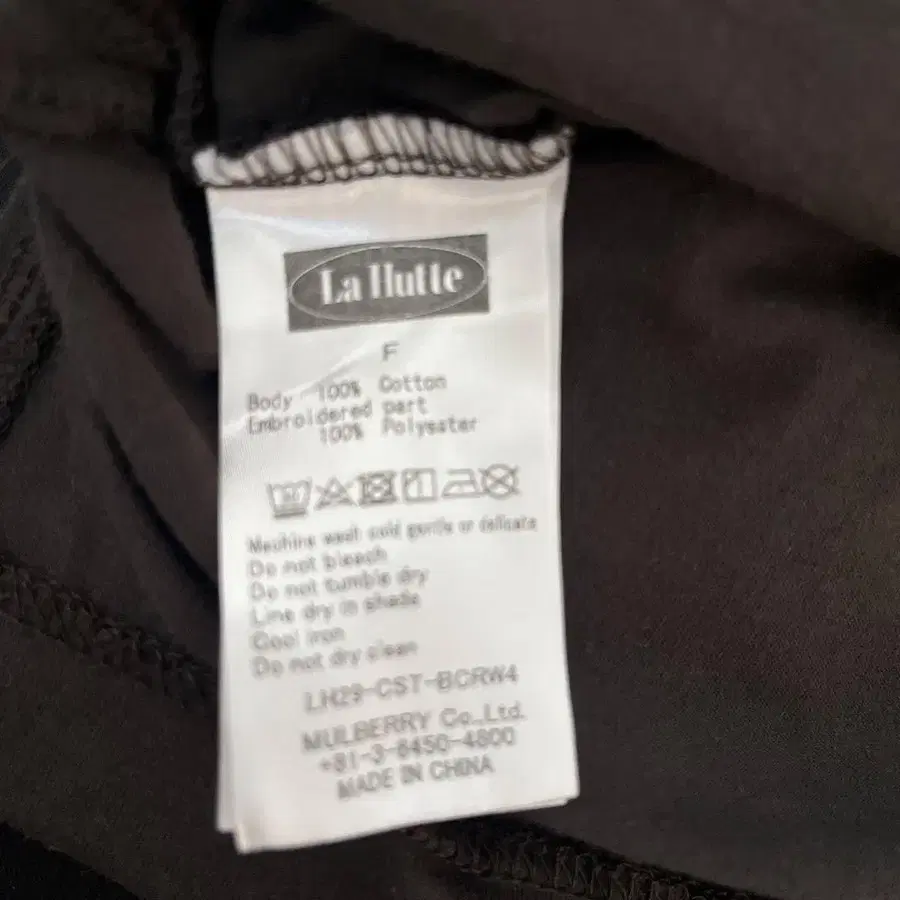 La Hutte
F
Body 100% Cotton
Embroidered part
100% Polysster
Machine wash cold gentle or delicate
Do not bleach
Do not tumble dry
Line dry in shade
Cool iron
Do not dry clean
LH29-CST-BCRW4
MULBERRY Co.,Ltd.
+81-3-6450-4800
MADE IN CHINA